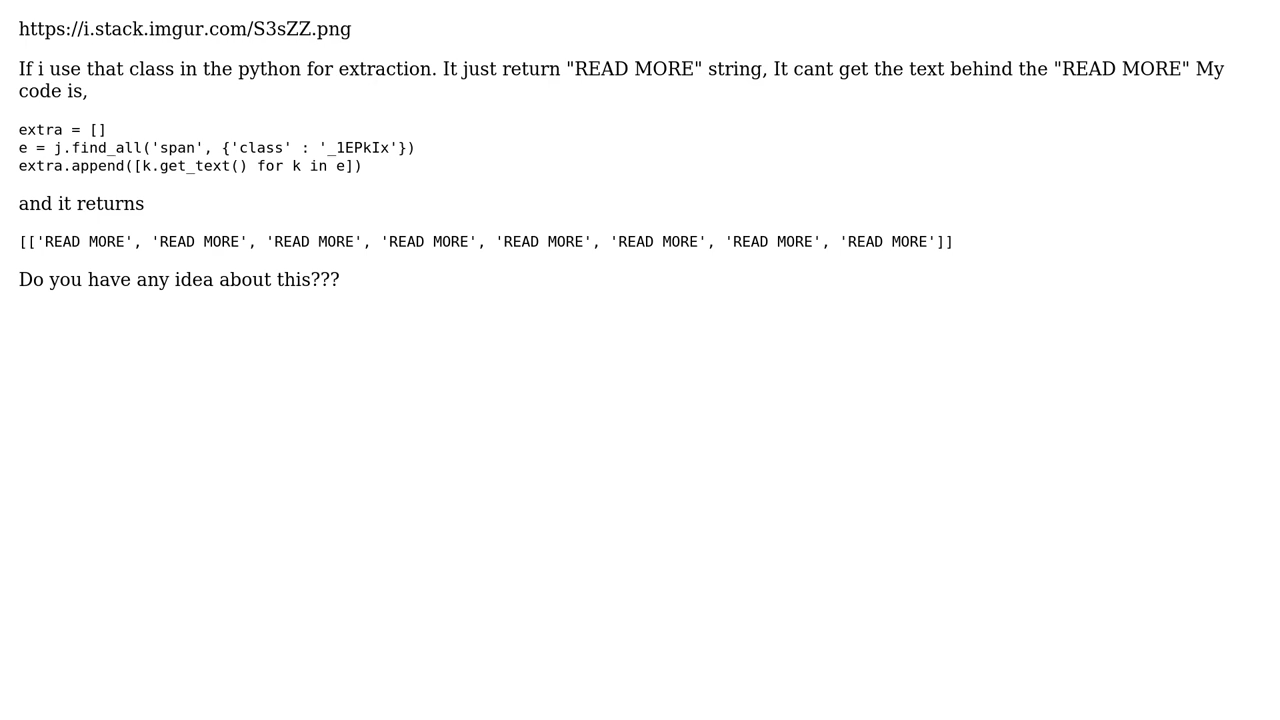 https://i.stack.imgur.com/S3sZZ.png
If i use that class in the python for extraction. It just return "READ MORE" string, It cant get the text behind the "READ MORE" My
code is,
extra = []
e = j.find_all('span', {'class' : '_1EPkIx'})
extra.append([k.get_text() for k in e])
and it returns
[['READ MORE', 'READ MORE', 'READ MORE', 'READ MORE', 'READ MORE', 'READ MORE', 'READ MORE', 'READ MORE']]
Do you have any idea about this???